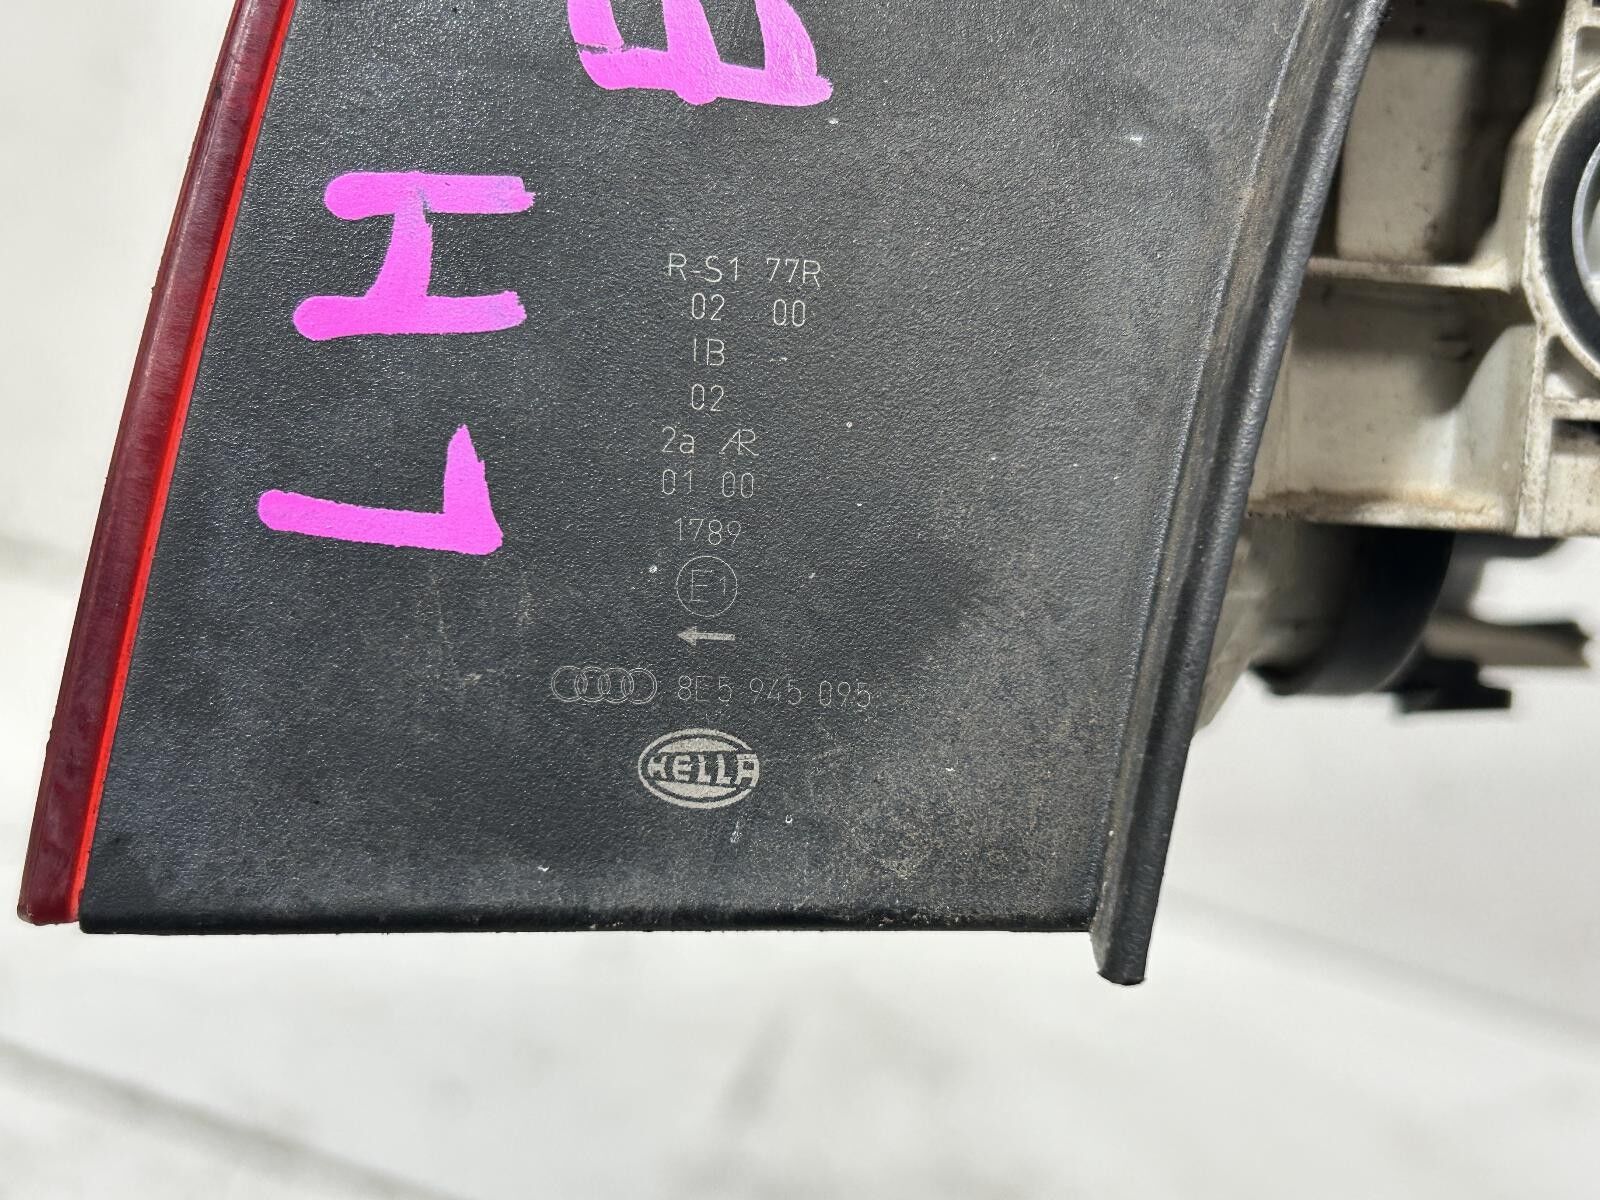 LH
R-S1 77R
02 00
IB
02
2a AR
01 00
1789
E1
8E5 945 095
HELLA